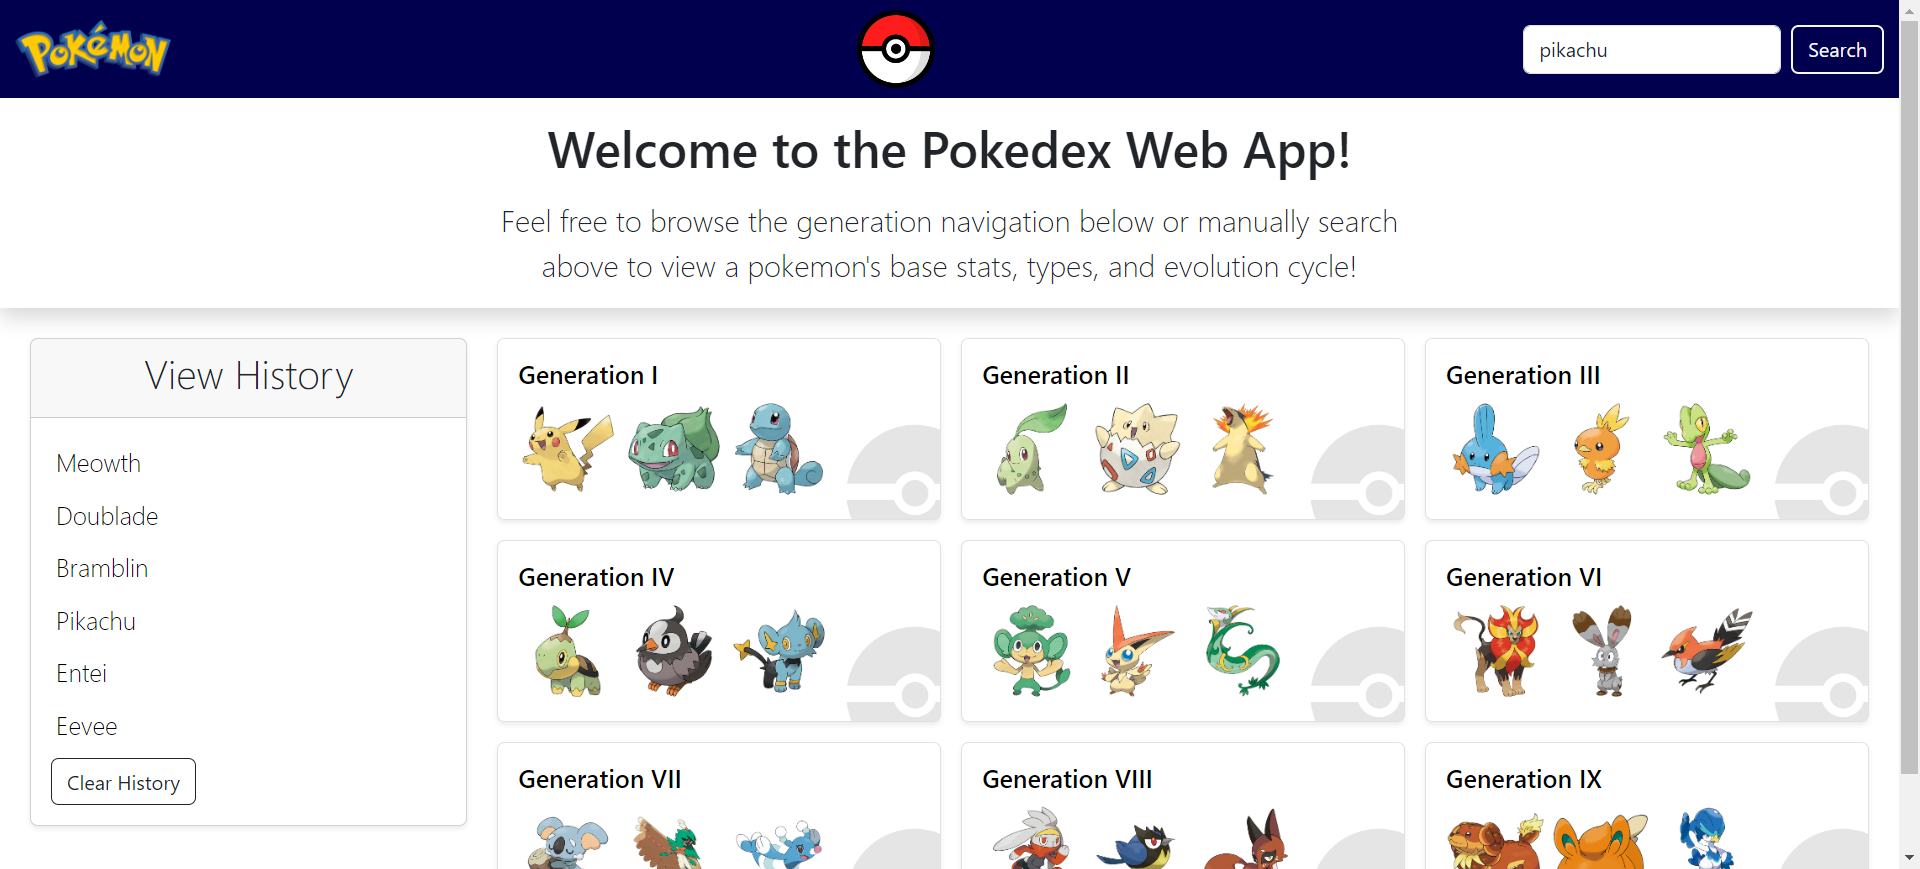 POKéMON
pikachu
Search
Welcome to the Pokedex Web App!
Feel free to browse the generation navigation below or manually search
above to view a pokemon's base stats, types, and evolution cycle!
View History
Meowth
Doublade
Bramblin
Pikachu
Entei
Eevee
Clear History
Generation I
Generation II
Generation III
Generation IV
Generation V
Generation VI
Generation VII
Generation VIII
Generation IX